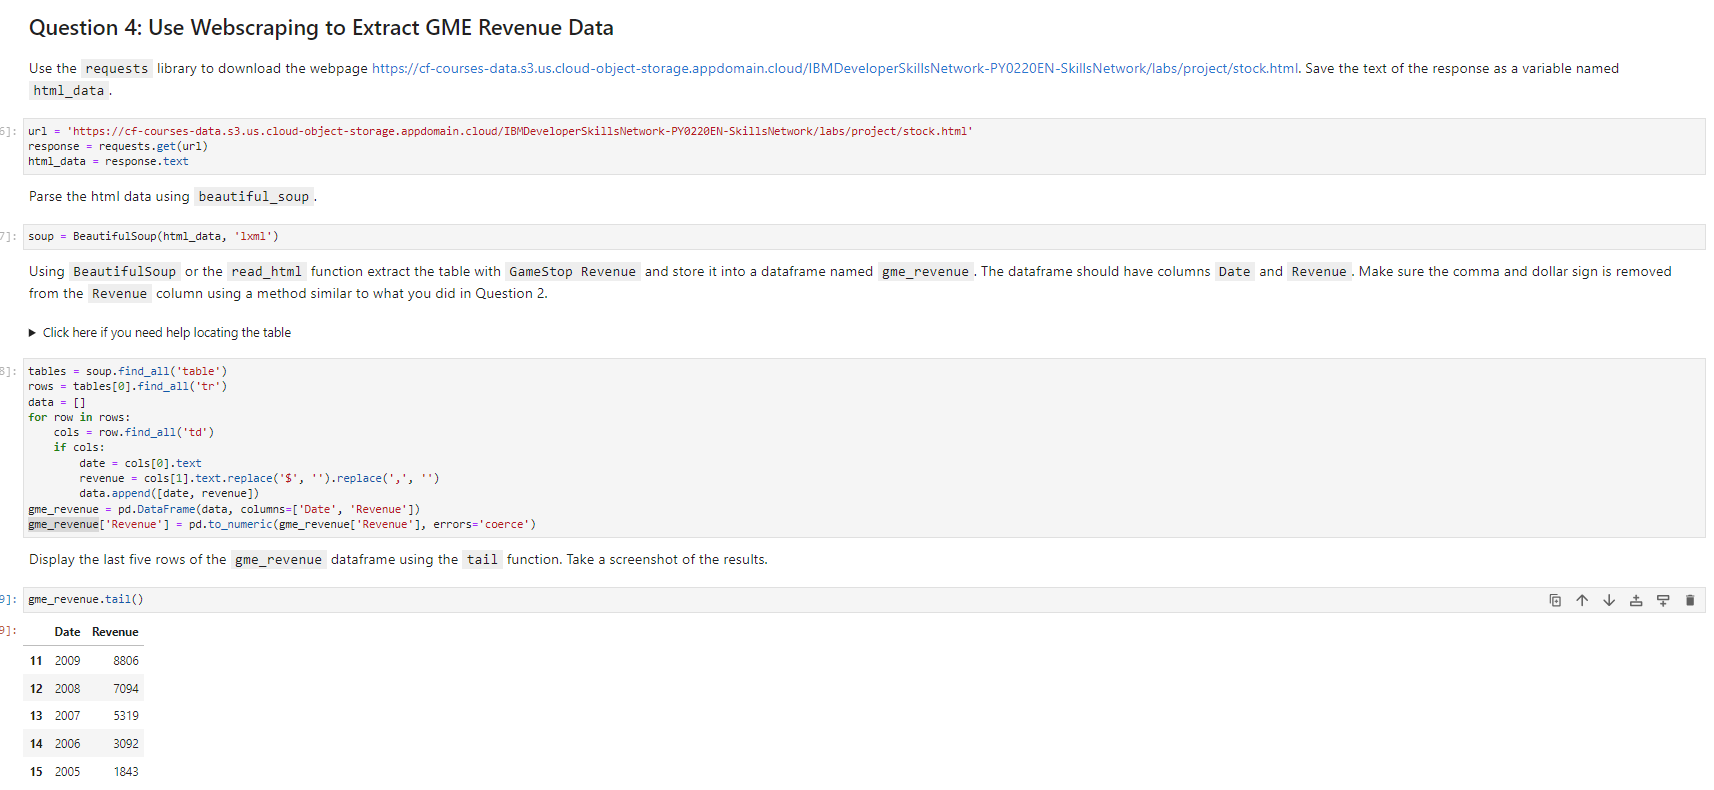 Question 4: Use Webscraping to Extract GME Revenue Data
Use the requests library to download the webpage https://cf-courses-data.s3.us.cloud-object-storage.appdomain.cloud/IBMDeveloperSkillsNetwork-PY0220EN-SkillsNetwork/labs/project/stock.html. Save the text of the response as a variable named
html_data.
6]: url = 'https://cf-courses-data.s3.us.cloud-object-storage.appdomain.cloud/IBMDeveloperSkillsNetwork-PY0220EN-SkillsNetwork/labs/project/stock.html'
response = requests.get(url)
html_data = response.text
Parse the html data using beautiful_soup.
7]: soup = BeautifulSoup(html_data, 'lxml')
Using BeautifulSoup or the read_html function extract the table with GameStop Revenue and store it into a dataframe named gme_revenue. The dataframe should have columns Date and Revenue. Make sure the comma and dollar sign is removed
from the Revenue column using a method similar to what you did in Question 2.
Click here if you need help locating the table
8]: tables = soup.find_all('table')
rows = tables[0].find_all('tr')
data = []
for row in rows:
    cols = row.find_all('td')
    if cols:
        date = cols[0].text
        revenue = cols[1].text.replace('$', '').replace(',', '')
        data.append([date, revenue])
gme_revenue = pd.DataFrame(data, columns=['Date', 'Revenue'])
gme_revenue['Revenue'] = pd.to_numeric(gme_revenue['Revenue'], errors='coerce')
Display the last five rows of the gme_revenue dataframe using the tail function. Take a screenshot of the results.
9]: gme_revenue.tail()
9]: Date Revenue
11 2009 8806
12 2008 7094
13 2007 5319
14 2006 3092
15 2005 1843